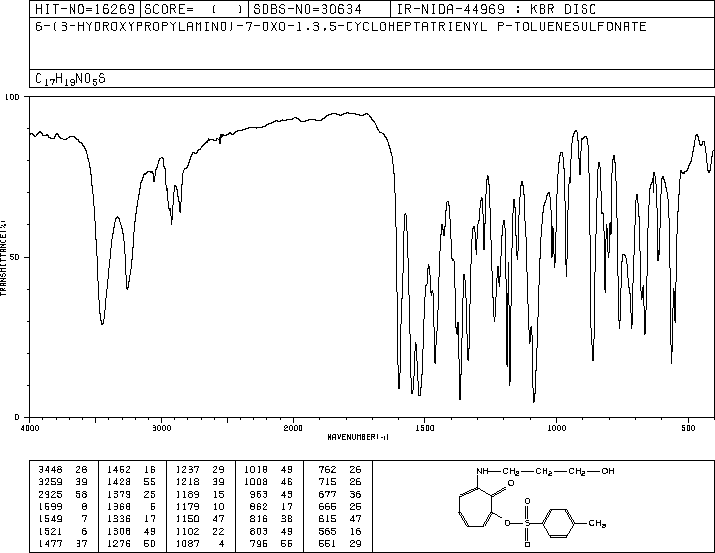 HIT-NO=16269 SCORE= ( ) SDBS-NO=30634 IR-NIDA-44969 : KBR DISC
6-(3-HYDROXYPROPYLAMINO)-7-OXO-1,3,5-CYCLOHEPTATRIENYL P-TOLUENESULFONATE
C17H19NO5S
100
50
0
TRANSMITTANCE(%)
4000 3000 2000 1500 1000 500
WAVENUMBER(-1)
3448 28 1462 16 1237 29 1018 49 762 26
3259 39 1428 55 1218 39 1008 46 715 26
2925 58 1379 25 1189 15 963 49 677 36
1599 8 1368 6 1179 10 862 17 665 25
1549 7 1336 17 1150 47 816 38 615 47
1521 6 1308 49 1102 22 803 49 565 16
1477 37 1276 50 1087 4 796 55 551 29
NH–CH2–CH2–CH2–OH
O
O
O–S
O
CH3